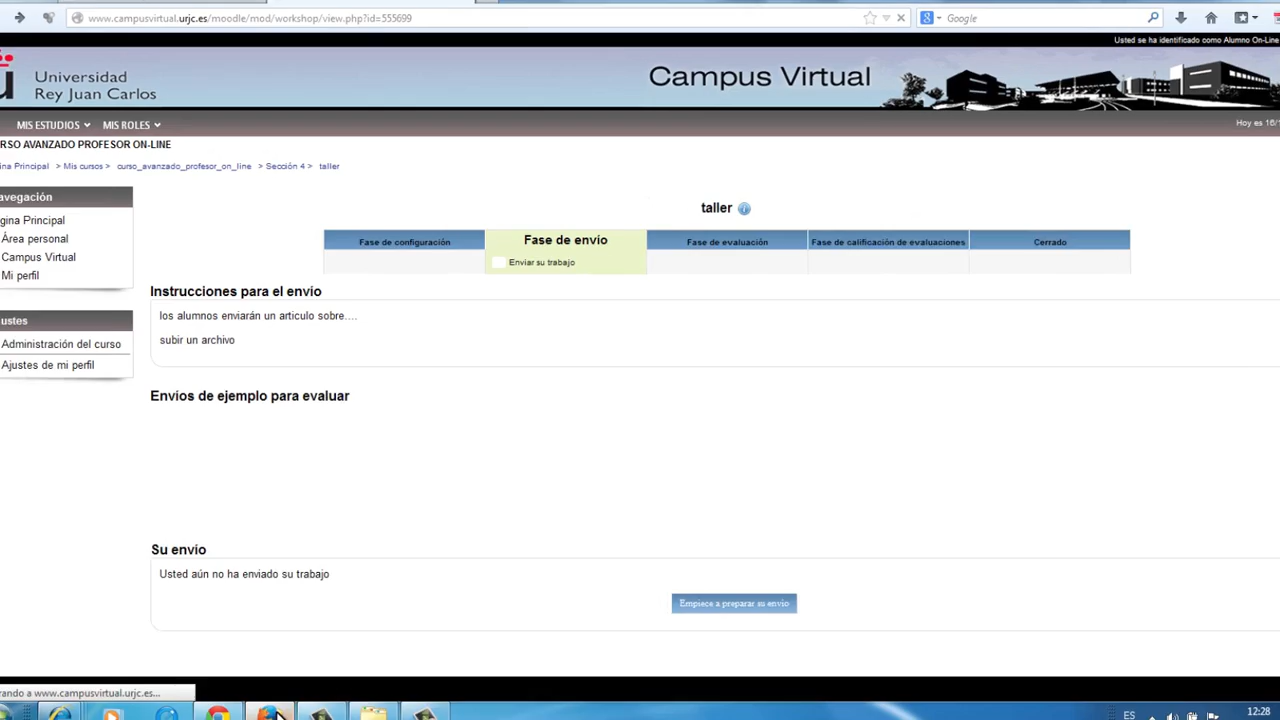 www.campusvirtual.urjc.es/moodle/mod/workshop/view.php?id=555699
Google
Usted se ha identificado como Alumno On-Line
Universidad
Rey Juan Carlos
Campus Virtual
MIS ESTUDIOS
MIS ROLES
Hoy es 16/
RSO AVANZADO PROFESOR ON-LINE
ina Principal > Mis cursos > curso_avanzado_profesor_on_line > Sección 4 > taller
avegación
gina Principal
Área personal
Campus Virtual
Mi perfil
ustes
Administración del curso
Ajustes de mi perfil
taller
Fase de configuración
Fase de envío
Fase de evaluación
Fase de calificación de evaluaciones
Cerrado
Enviar su trabajo
Instrucciones para el envío
los alumnos enviarán un articulo sobre....
subir un archivo
Envíos de ejemplo para evaluar
Su envío
Usted aún no ha enviado su trabajo
Empiece a preparar su envío
rando a www.campusvirtual.urjc.es...
ES
12:28